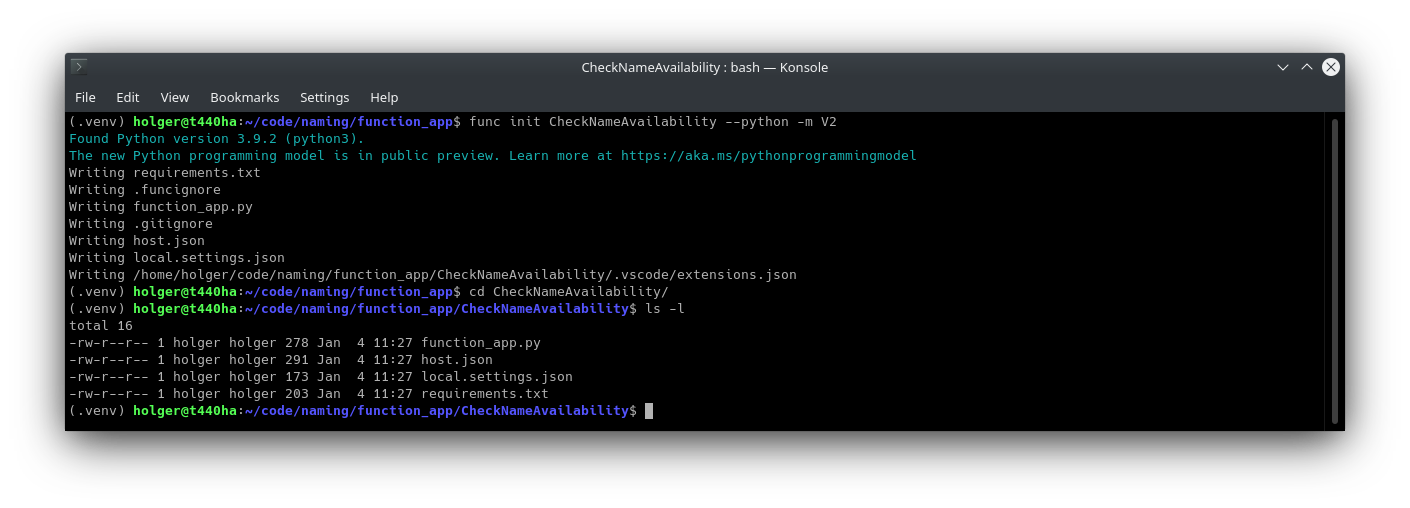 CheckNameAvailability : bash — Konsole
File Edit View Bookmarks Settings Help
(.venv) holger@t440ha:~/code/naming/function_app$ func init CheckNameAvailability --python -m V2
Found Python version 3.9.2 (python3).
The new Python programming model is in public preview. Learn more at https://aka.ms/pythonprogrammingmodel
Writing requirements.txt
Writing .funcignore
Writing function_app.py
Writing .gitignore
Writing host.json
Writing local.settings.json
Writing /home/holger/code/naming/function_app/CheckNameAvailability/.vscode/extensions.json
(.venv) holger@t440ha:~/code/naming/function_app$ cd CheckNameAvailability/
(.venv) holger@t440ha:~/code/naming/function_app/CheckNameAvailability$ ls -l
total 16
-rw-r--r-- 1 holger holger 278 Jan  4 11:27 function_app.py
-rw-r--r-- 1 holger holger 291 Jan  4 11:27 host.json
-rw-r--r-- 1 holger holger 173 Jan  4 11:27 local.settings.json
-rw-r--r-- 1 holger holger 203 Jan  4 11:27 requirements.txt
(.venv) holger@t440ha:~/code/naming/function_app/CheckNameAvailability$